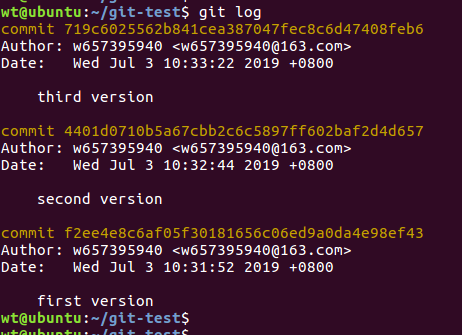 wt@ubuntu:~/git-test$ git log
commit 719c6025562b841cea387047fec8c6d47408feb6
Author: w657395940 <w657395940@163.com>
Date:   Wed Jul 3 10:33:22 2019 +0800
    third version
commit 4401d0710b5a67cbb2c6c5897ff602baf2d4d657
Author: w657395940 <w657395940@163.com>
Date:   Wed Jul 3 10:32:44 2019 +0800
    second version
commit f2ee4e8c6af05f30181656c06ed9a0da4e98ef43
Author: w657395940 <w657395940@163.com>
Date:   Wed Jul 3 10:31:52 2019 +0800
    first version
wt@ubuntu:~/git-test$
wt@ubuntu:~/git-test$